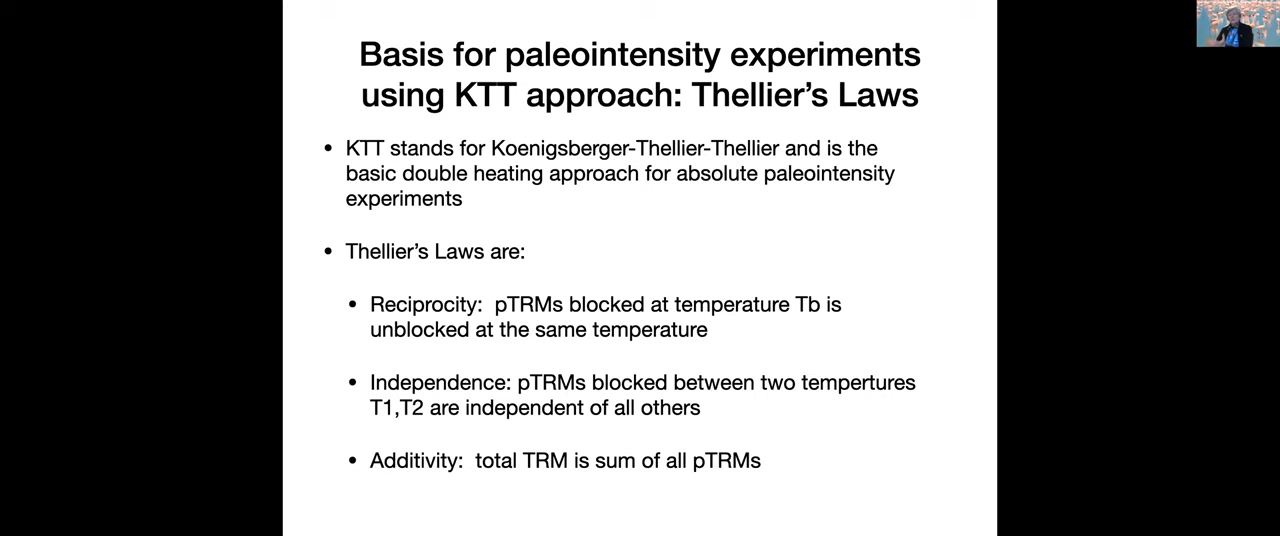 Basis for paleointensity experiments
using KTT approach: Thellier's Laws
• KTT stands for Koenigsberger-Thellier-Thellier and is the
basic double heating approach for absolute paleointensity
experiments
• Thellier's Laws are:
• Reciprocity:  pTRMs blocked at temperature Tb is
unblocked at the same temperature
• Independence: pTRMs blocked between two tempertures
T1,T2 are independent of all others
• Additivity:  total TRM is sum of all pTRMs